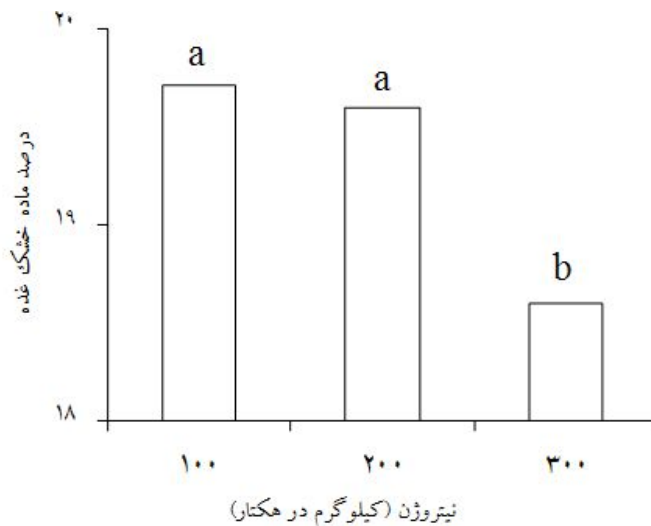 ۲۰
a
a
درصد ماده خشک غده
۱۹
b
۱۸
۱۰۰ ۲۰۰ ۳۰۰
نیتروژن (کیلوگرم در هکتار)